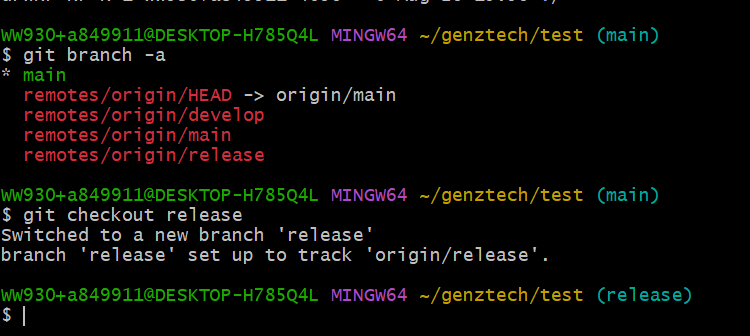 WW930+a849911@DESKTOP-H785Q4L MINGW64 ~/genztech/test (main)
$ git branch -a
* main
  remotes/origin/HEAD -> origin/main
  remotes/origin/develop
  remotes/origin/main
  remotes/origin/release
WW930+a849911@DESKTOP-H785Q4L MINGW64 ~/genztech/test (main)
$ git checkout release
Switched to a new branch 'release'
branch 'release' set up to track 'origin/release'.
WW930+a849911@DESKTOP-H785Q4L MINGW64 ~/genztech/test (release)
$